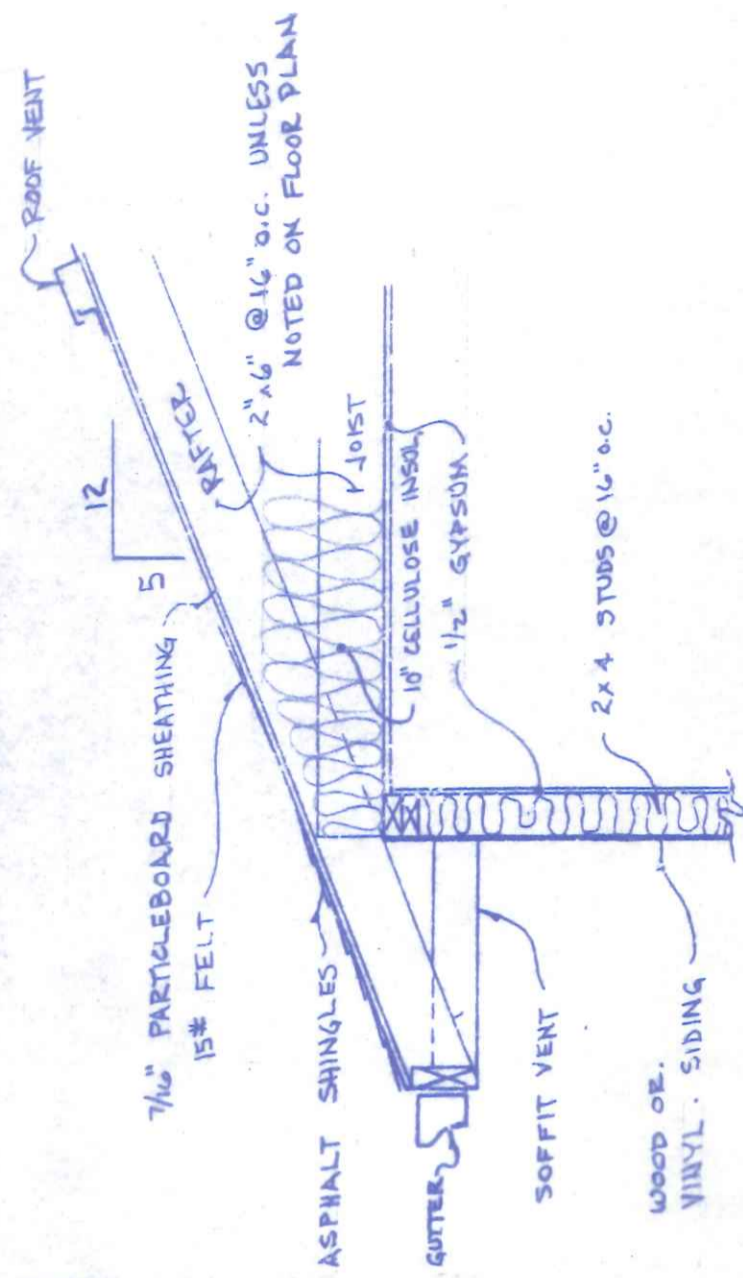 ROOF VENT
12
5
7/16" PARTICLEBOARD SHEATHING
15# FELT
RAFTER
2"x6" @ 16" o.c. UNLESS
NOTED ON FLOOR PLAN
JOIST
ASPHALT SHINGLES
10" CELLULOSE INSUL.
1/2" GYPSUM
GUTTER
SOFFIT VENT
2x4 STUDS @ 16" o.c.
WOOD OR
VINYL SIDING